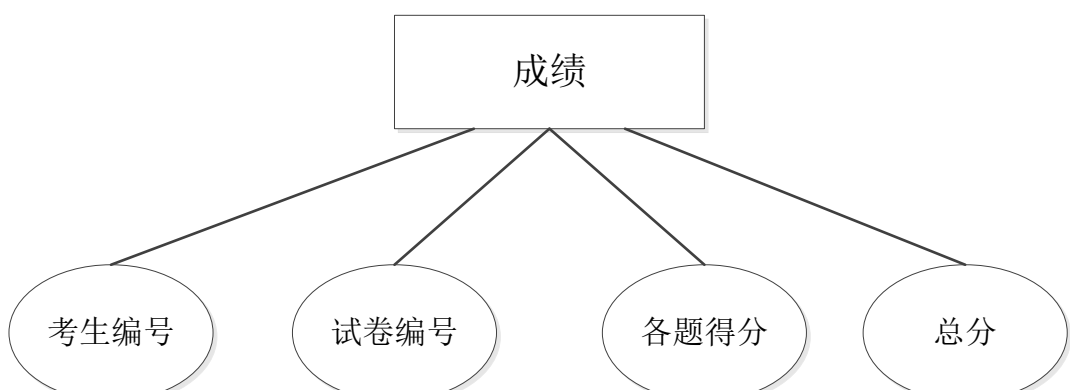 成绩
考生编号
试卷编号
各题得分
总分